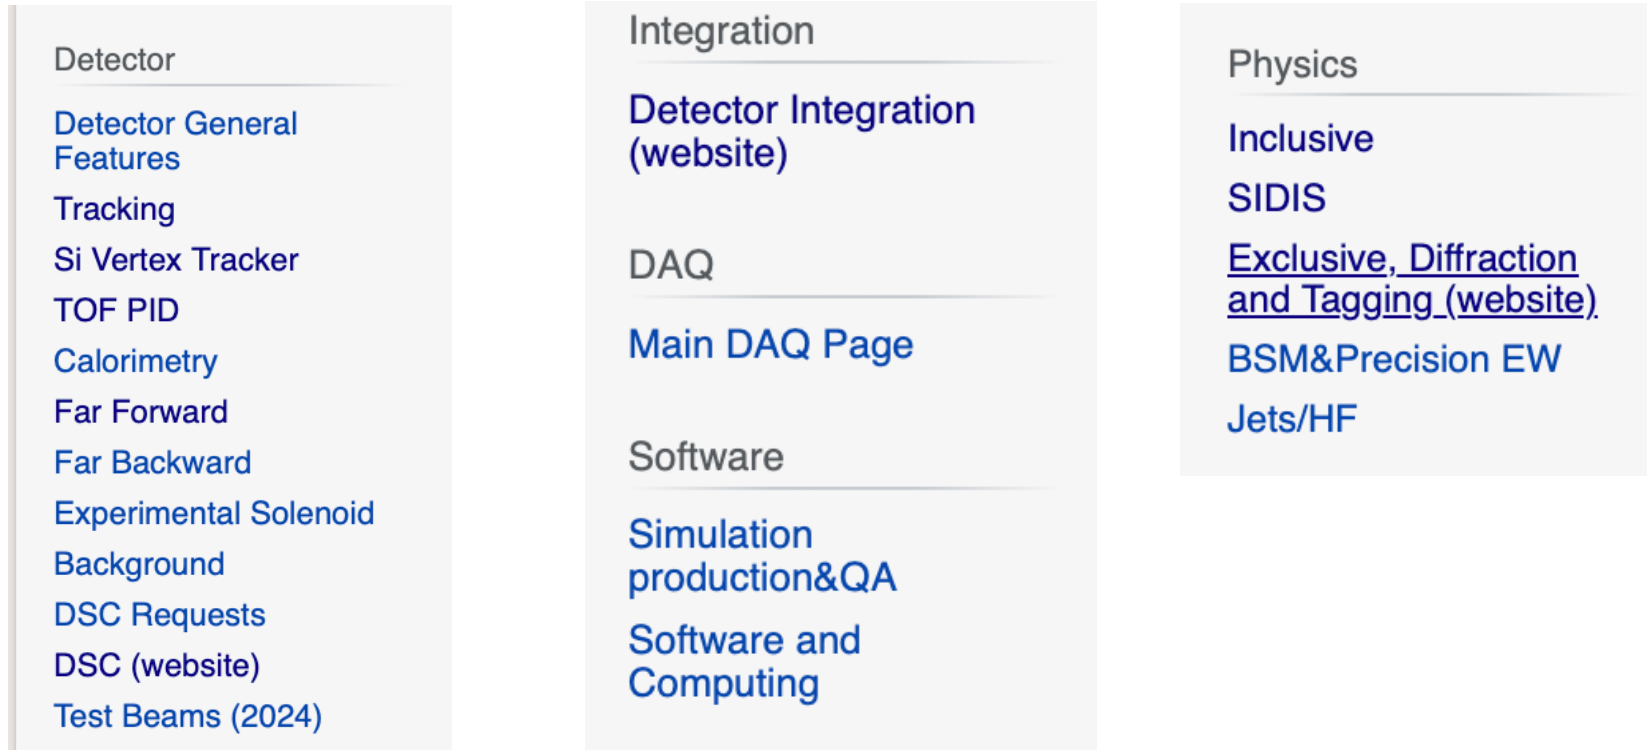 Detector
Detector General
Features
Tracking
Si Vertex Tracker
TOF PID
Calorimetry
Far Forward
Far Backward
Experimental Solenoid
Background
DSC Requests
DSC (website)
Test Beams (2024)
Integration
Detector Integration
(website)
DAQ
Main DAQ Page
Software
Simulation
production&QA
Software and
Computing
Physics
Inclusive
SIDIS
Exclusive, Diffraction
and Tagging (website)
BSM&Precision EW
Jets/HF